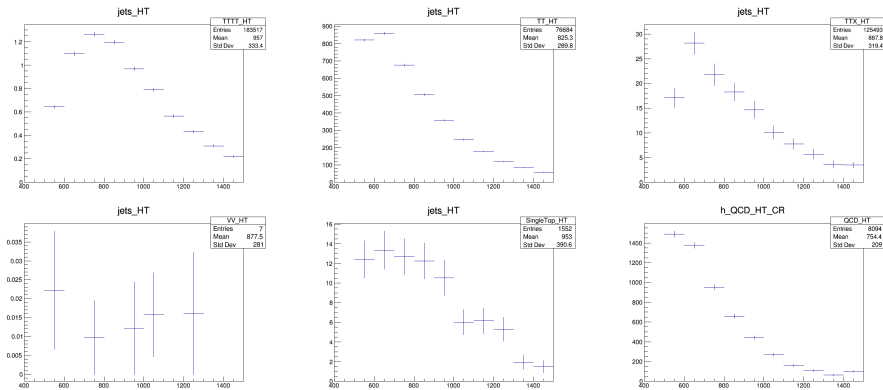 jets_HT
TTTT_HT
Entries 183517
Mean 957
Std Dev 333.4
1.2
1
0.8
0.6
0.4
0.2
0
400 600 800 1000 1200 1400
jets_HT
TT_HT
Entries 76684
Mean 825.3
Std Dev 289.8
900
800
700
600
500
400
300
200
100
0
400 600 800 1000 1200 1400
jets_HT
TTX_HT
Entries 125493
Mean 887.8
Std Dev 319.4
30
25
20
15
10
5
0
400 600 800 1000 1200 1400
jets_HT
VV_HT
Entries 7
Mean 877.5
Std Dev 281
0.035
0.03
0.025
0.02
0.015
0.01
0.005
0
400 600 800 1000 1200 1400
jets_HT
SingleTop_HT
Entries 1552
Mean 953
Std Dev 390.6
16
14
12
10
8
6
4
2
0
400 600 800 1000 1200 1400
h_QCD_HT_CR
QCD_HT
Entries 8094
Mean 754.4
Std Dev 209
1400
1200
1000
800
600
400
200
0
400 600 800 1000 1200 1400